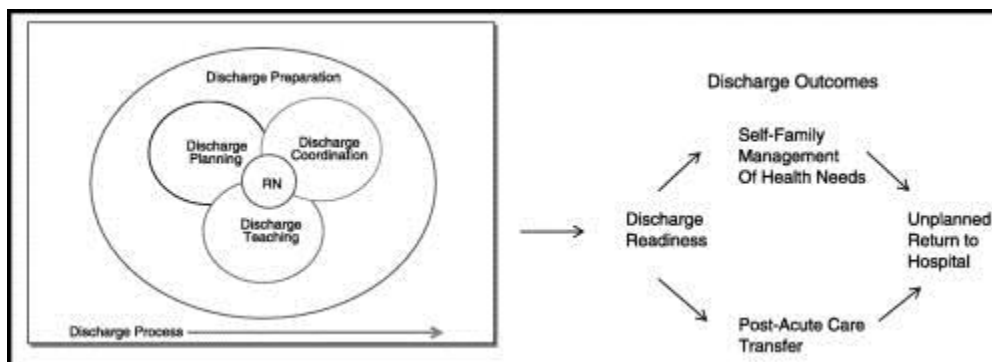 Discharge Preparation
Discharge
Planning
Discharge
Coordination
RN
Discharge
Teaching
Discharge Process
Discharge Outcomes
Discharge
Readiness
Self-Family
Management
Of Health Needs
Post-Acute Care
Transfer
Unplanned
Return to
Hospital